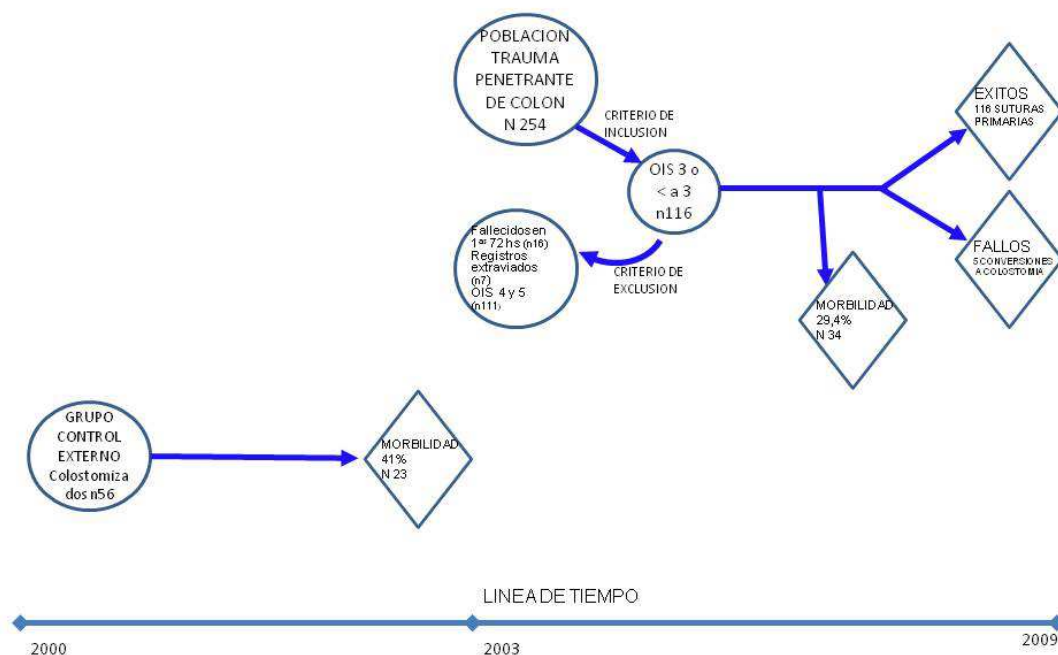 POBLACION
TRAUMA
PENETRANTE
DE COLON
N 254
CRITERIO DE
INCLUSION
OIS 3 o
< a 3
n116
EXITOS
116 SUTURAS
PRIMARIAS
FALLOS
5 CONVERSIONES
A COLOSTOMIA
Fallecidos en
1ªˢ 72 hs (n16)
Registros
extraviados
(n7)
OIS 4 y 5
(n111)
CRITERIO DE
EXCLUSION
MORBILIDAD
29,4%
N 34
GRUPO
CONTROL
EXTERNO
Colostomiza
dos n56
MORBILIDAD
41%
N 23
LINEA DE TIEMPO
2000
2003
2009